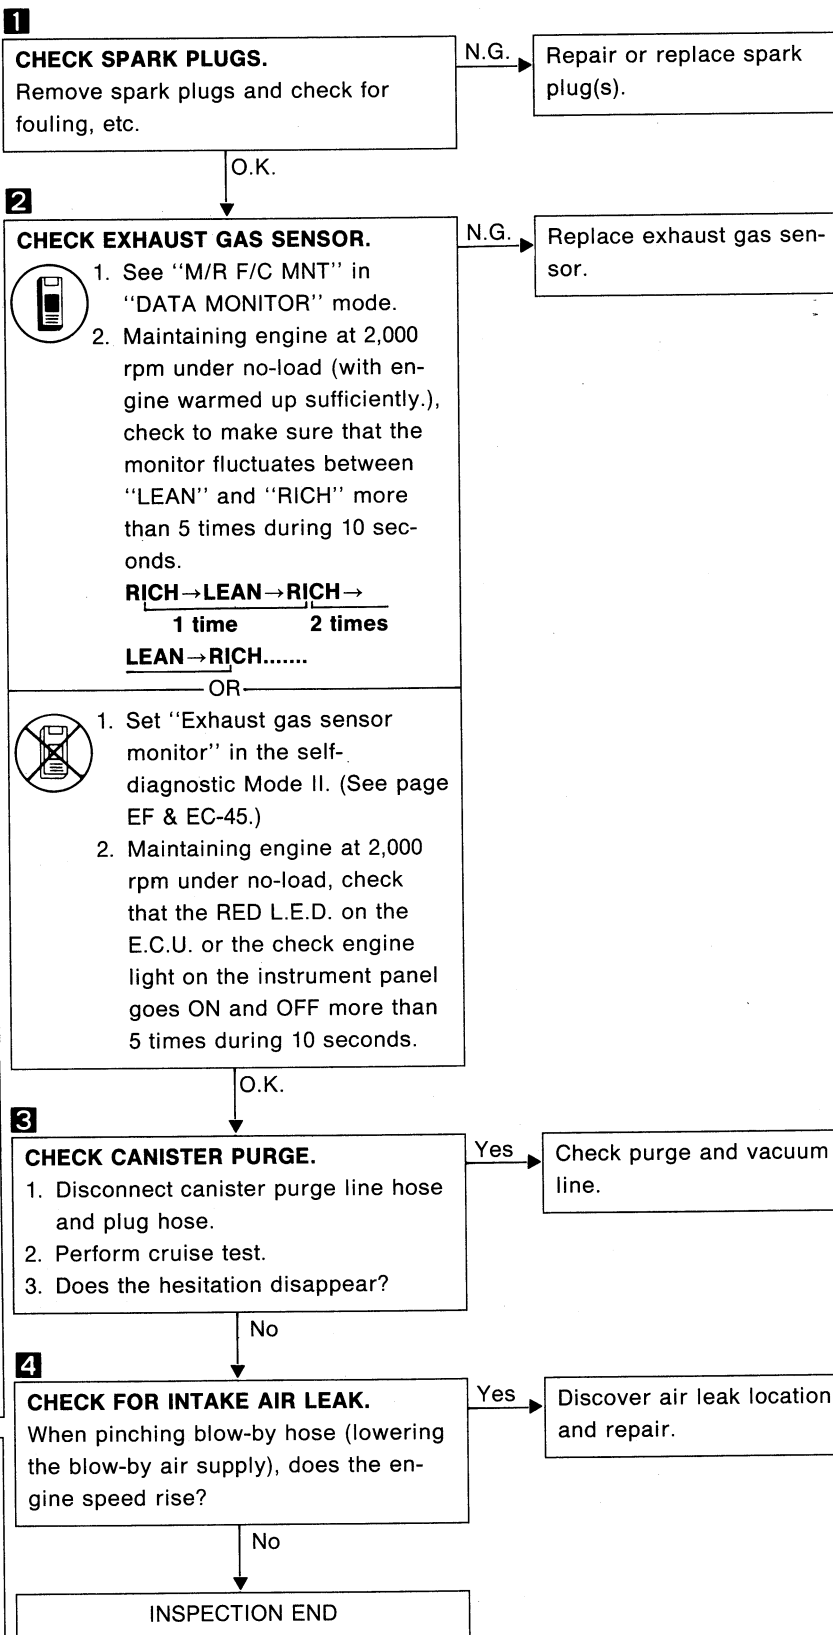 1
CHECK SPARK PLUGS.
Remove spark plugs and check for
fouling, etc.
N.G.
Repair or replace spark
plug(s).
O.K.
2
CHECK EXHAUST GAS SENSOR.
1. See "M/R F/C MNT" in
"DATA MONITOR" mode.
2. Maintaining engine at 2,000
rpm under no-load (with en-
gine warmed up sufficiently.),
check to make sure that the
monitor fluctuates between
"LEAN" and "RICH" more
than 5 times during 10 sec-
onds.
RICH→LEAN→RICH→
1 time 2 times
LEAN→RICH.......
OR
1. Set "Exhaust gas sensor
monitor" in the self-
diagnostic Mode II. (See page
EF & EC-45.)
2. Maintaining engine at 2,000
rpm under no-load, check
that the RED L.E.D. on the
E.C.U. or the check engine
light on the instrument panel
goes ON and OFF more than
5 times during 10 seconds.
N.G.
Replace exhaust gas sen-
sor.
O.K.
3
CHECK CANISTER PURGE.
1. Disconnect canister purge line hose
and plug hose.
2. Perform cruise test.
3. Does the hesitation disappear?
Yes
Check purge and vacuum
line.
No
4
CHECK FOR INTAKE AIR LEAK.
When pinching blow-by hose (lowering
the blow-by air supply), does the en-
gine speed rise?
Yes
Discover air leak location
and repair.
No
INSPECTION END